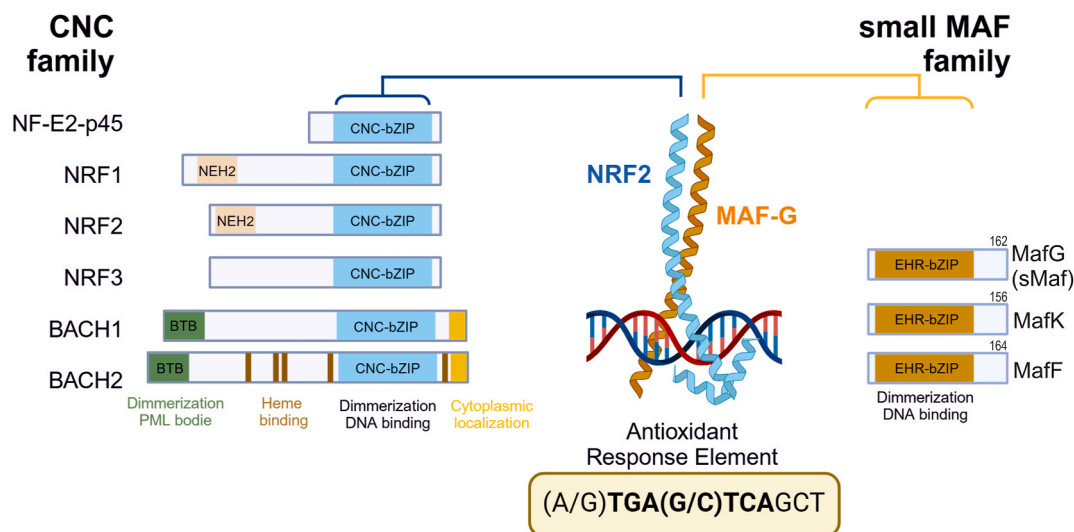 CNC
family
NF-E2-p45
CNC-bZIP
NRF1
NEH2
CNC-bZIP
NRF2
NEH2
CNC-bZIP
NRF3
CNC-bZIP
BACH1
BTB
CNC-bZIP
BACH2
BTB
CNC-bZIP
Dimmerization
PML bodie
Heme
binding
Dimmerization
DNA binding
Cytoplasmic
localization
NRF2
MAF-G
Antioxidant
Response Element
(A/G)TGA(G/C)TCAGCT
small MAF
family
162
EHR-bZIP
MafG
(sMaf)
156
EHR-bZIP
MafK
164
EHR-bZIP
MafF
Dimmerization
DNA binding